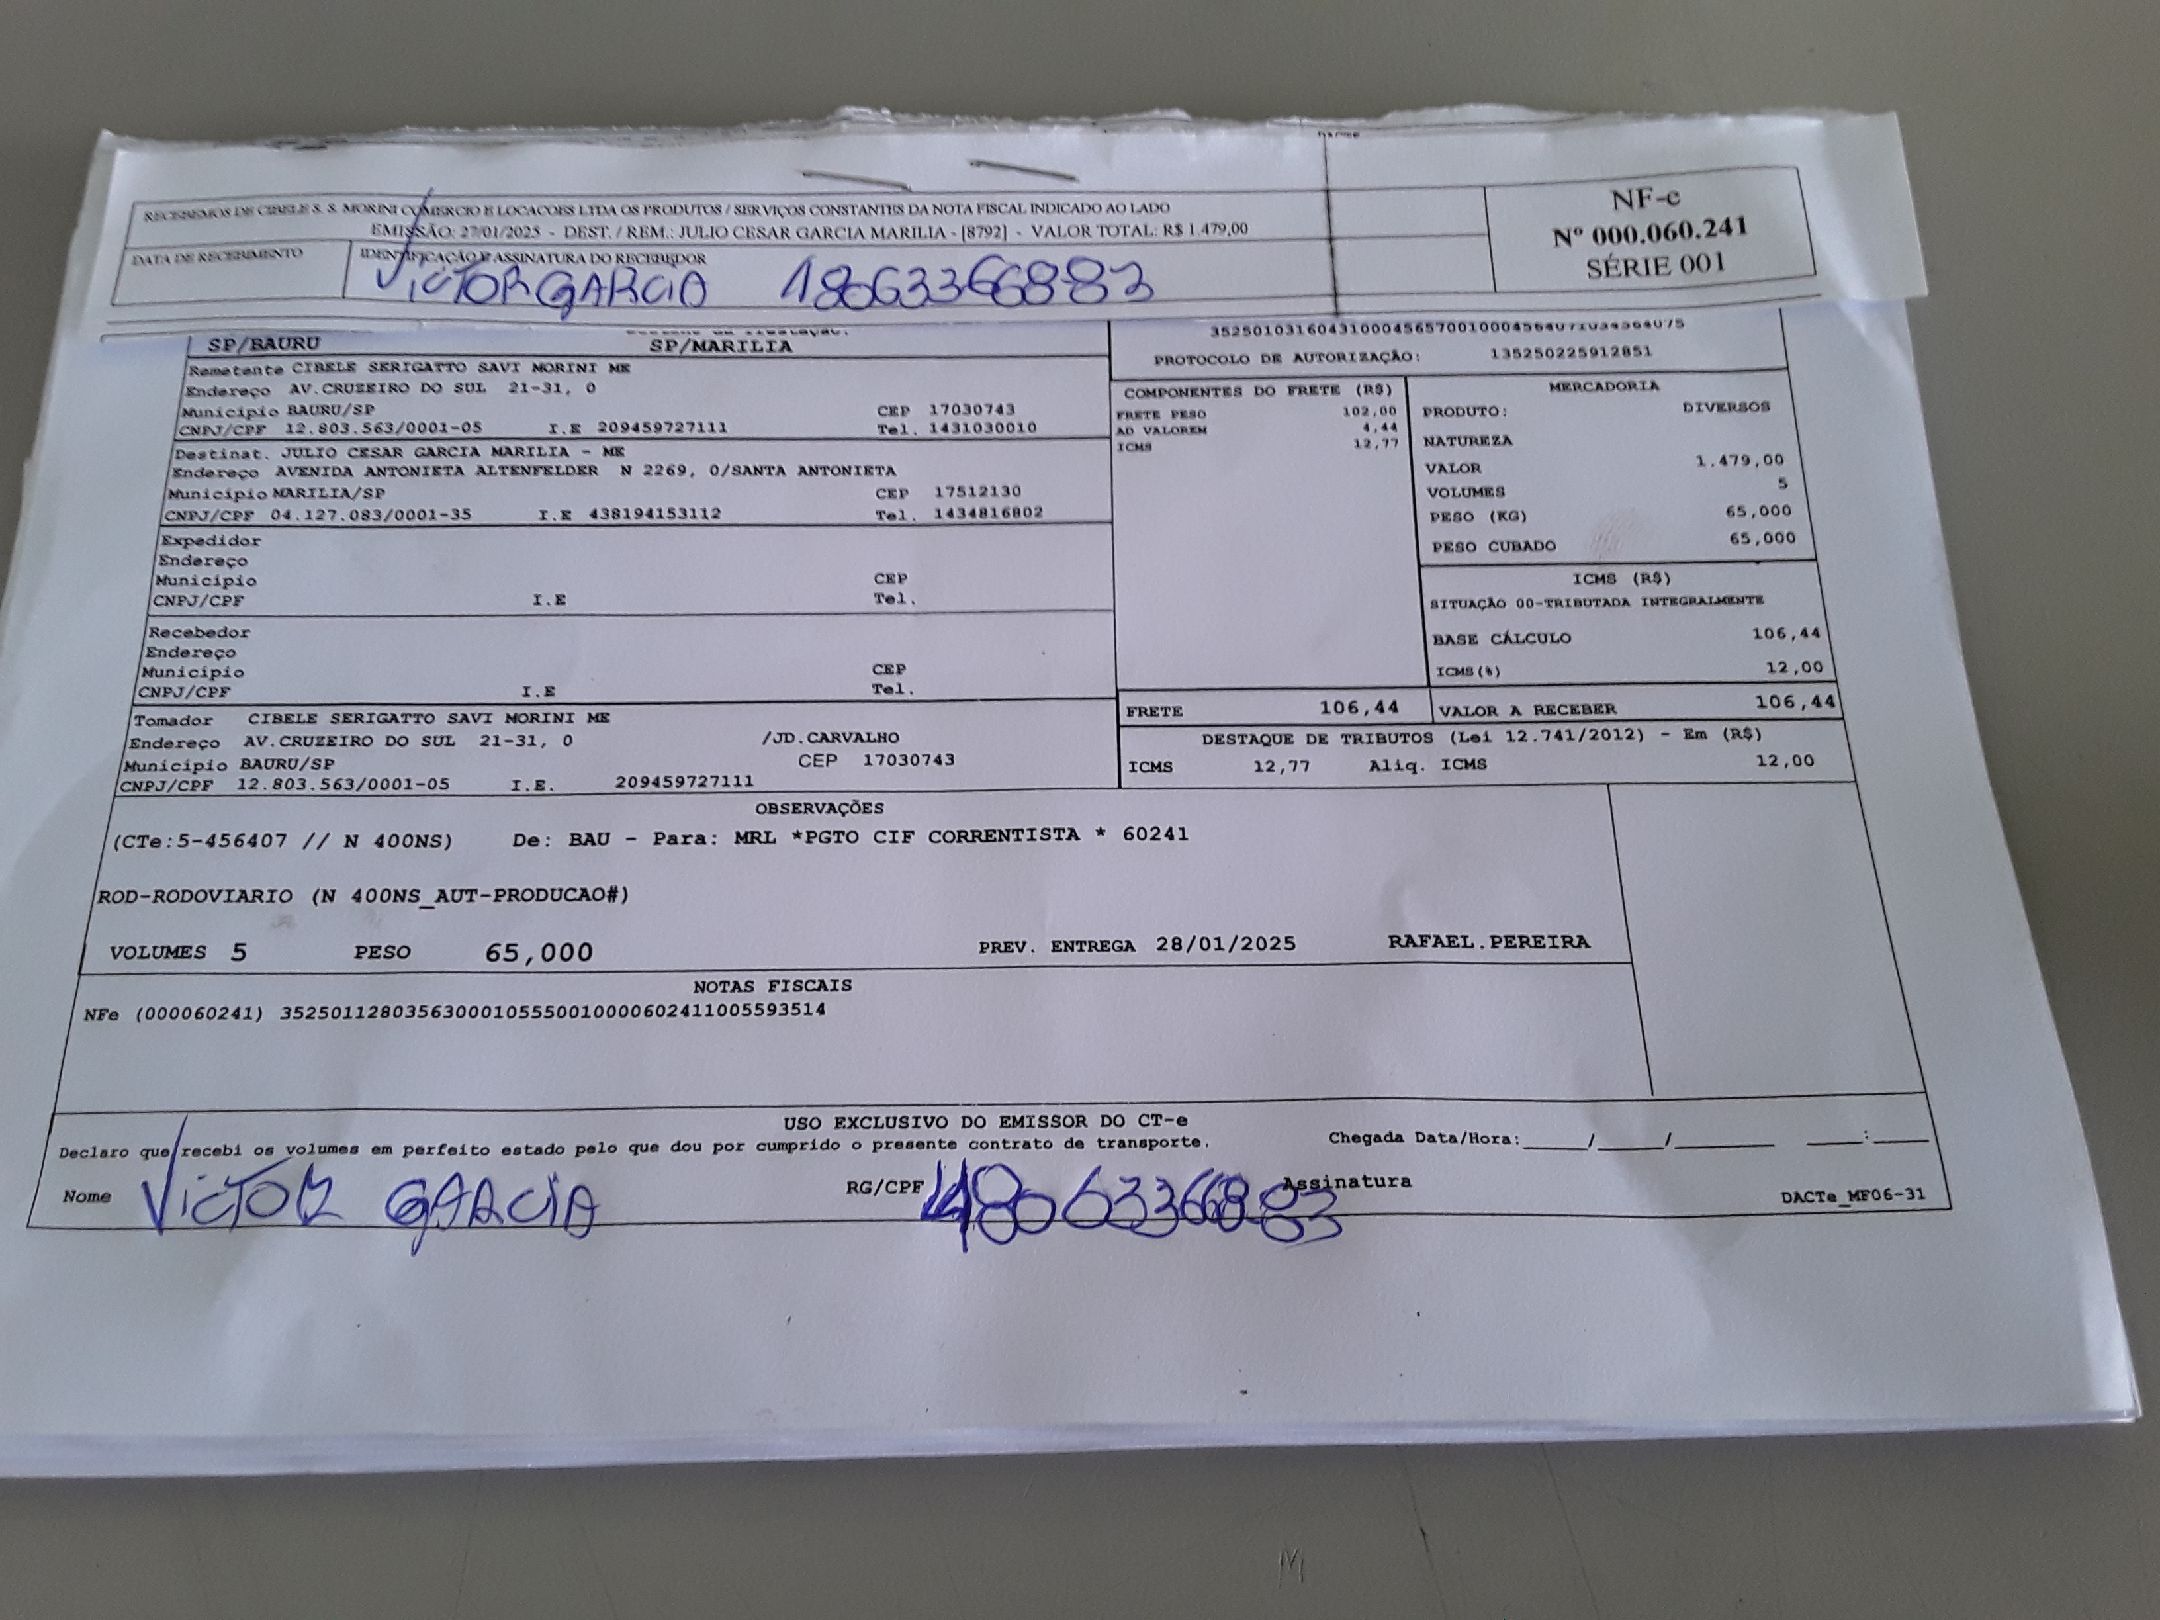 RECEBEMOS DE CIBELE S. S. MORINI COMERCIO E LOCACOES LTDA OS PRODUTOS / SERVIÇOS CONSTANTES DA NOTA FISCAL INDICADO AO LADO
EMISSÃO: 27/01/2025 - DEST. / REM.: JULIO CESAR GARCIA MARILIA - [8792] - VALOR TOTAL: R$ 1.479,00
NF-e
Nº 000.060.241
SÉRIE 001
DATA DE RECEBIMENTO
IDENTIFICAÇÃO E ASSINATURA DO RECEBEDOR
VICTOR GARCIA 48063366883
SP/BAURU SP/MARILIA
Remetente CIBELE SERIGATTO SAVI MORINI ME
Endereço AV.CRUZEIRO DO SUL 21-31, 0
Município BAURU/SP CEP 17030743
CNPJ/CPF 12.803.563/0001-05 I.E 209459727111 Tel. 1431030010
Destinat. JULIO CESAR GARCIA MARILIA - ME
Endereço AVENIDA ANTONIETA ALTENFELDER N 2269, 0/SANTA ANTONIETA
Município MARILIA/SP CEP 17512130
CNPJ/CPF 04.127.083/0001-35 I.E 438194153112 Tel. 1434816802
Expedidor
Endereço
Município CEP
CNPJ/CPF I.E Tel.
Recebedor
Endereço
Município CEP
CNPJ/CPF I.E Tel.
Tomador CIBELE SERIGATTO SAVI MORINI ME
Endereço AV.CRUZEIRO DO SUL 21-31, 0 /JD.CARVALHO
Município BAURU/SP CEP 17030743
CNPJ/CPF 12.803.563/0001-05 I.E. 209459727111
PROTOCOLO DE AUTORIZAÇÃO: 135250225912851
COMPONENTES DO FRETE (R$)
FRETE PESO 102,00
AD VALOREM 4,44
ICMS 12,77
MERCADORIA
PRODUTO: DIVERSOS
NATUREZA
VALOR 1.479,00
VOLUMES 5
PESO (KG) 65,000
PESO CUBADO 65,000
ICMS (R$)
SITUAÇÃO 00-TRIBUTADA INTEGRALMENTE
BASE CÁLCULO 106,44
ICMS(%) 12,00
FRETE 106,44 VALOR A RECEBER 106,44
DESTAQUE DE TRIBUTOS (Lei 12.741/2012) - Em (R$)
ICMS 12,77 Aliq. ICMS 12,00
OBSERVAÇÕES
(CTe:5-456407 // N 400NS) De: BAU - Para: MRL *PGTO CIF CORRENTISTA * 60241
ROD-RODOVIARIO (N 400NS_AUT-PRODUCAO#)
VOLUMES 5 PESO 65,000 PREV. ENTREGA 28/01/2025 RAFAEL.PEREIRA
NOTAS FISCAIS
NFe (000060241) 35250112803563000105550010000602411005593514
USO EXCLUSIVO DO EMISSOR DO CT-e
Declaro que recebi os volumes em perfeito estado pelo que dou por cumprido o presente contrato de transporte. Chegada Data/Hora:____/____/______ ____:____
Nome VICTOR GARCIA RG/CPF 48063366883 Assinatura
DACTe_MF06-31